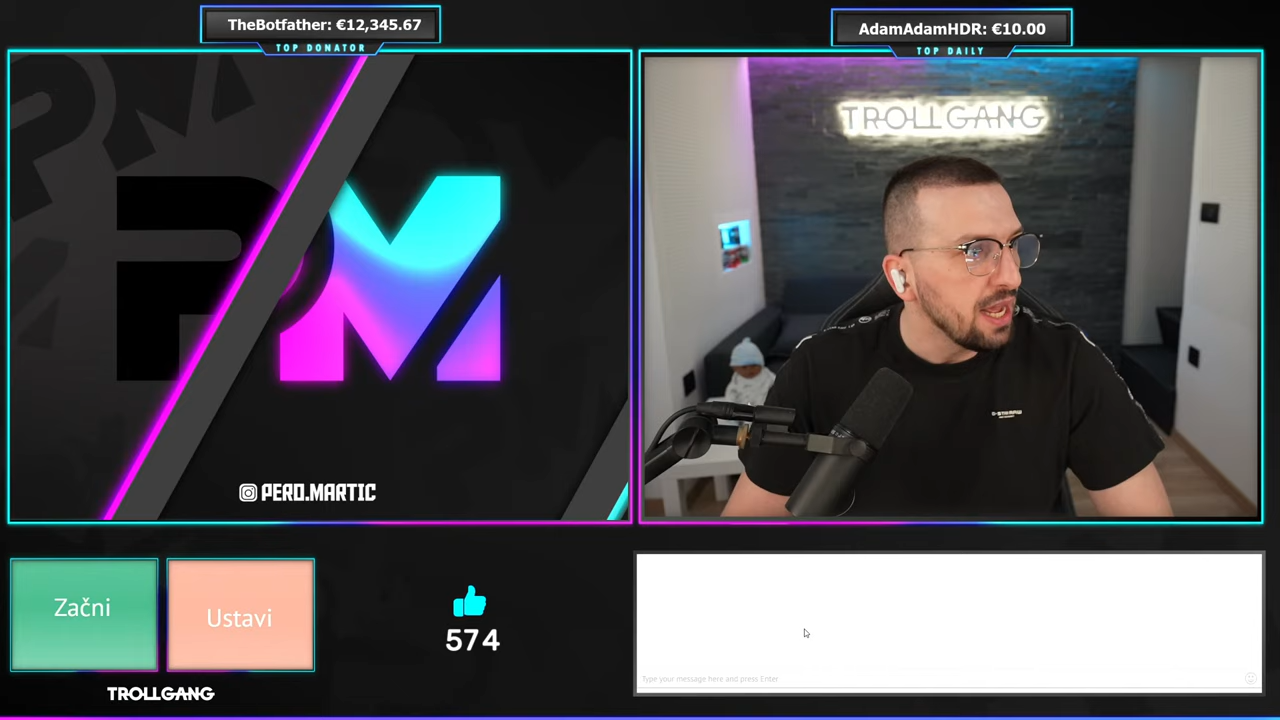 TheBotfather: €12,345.67
TOP DONATOR
AdamAdamHDR: €10.00
TOP DAILY
PM
PERO.MARTIC
TROLLGANG
Začni
Ustavi
574
TROLLGANG
Type your message here and press Enter